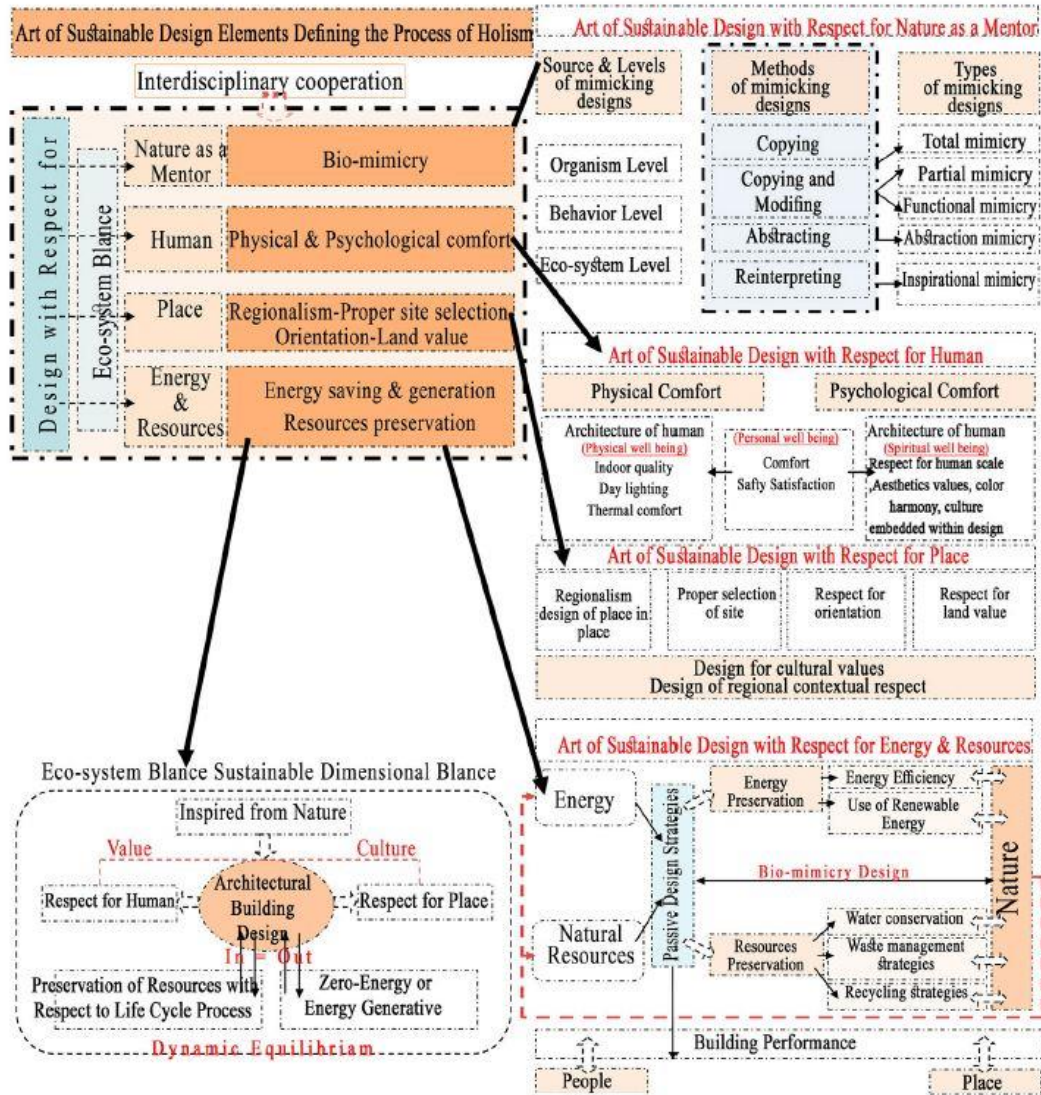 Art of Sustainable Design Elements Defining the Process of Holism
Interdisciplinary cooperation
Design with Respect for
Eco-system Blance
Nature as a
Mentor
Bio-mimicry
Human
Physical & Psychological comfort
Place
Regionalism-Proper site selection
Orientation-Land value
Energy
&
Resources
Energy saving & generation
Resources preservation
Art of Sustainable Design with Respect for Nature as a Mentor
Source & Levels
of mimicking
designs
Organism Level
Behavior Level
Eco-system Level
Methods
of mimicking
designs
Copying
Copying and
Modifing
Abstracting
Reinterpreting
Types
of mimicking
designs
Total mimicry
Partial mimicry
Functional mimicry
Abstraction mimicry
Inspirational mimicry
Art of Sustainable Design with Respect for Human
Physical Comfort
Psychological Comfort
Architecture of human
(Physical well being)
Indoor quality
Day lighting
Thermal comfort
(Personal well being)
Comfort
Safty Satisfaction
Architecture of human
(Spiritual well being)
Respect for human scale
,Aesthetics values, color
harmony, culture
embedded within design
Art of Sustainable Design with Respect for Place
Regionalism
design of place in
place
Proper selection
of site
Respect for
orientation
Respect for
land value
Design for cultural values
Design of regional contextual respect
Art of Sustainable Design with Respect for Energy & Resources
Energy
Natural
Resources
Passive Design Strategies
Energy
Preservation
Energy Efficiency
Use of Renewable
Energy
Bio-mimicry Design
Resources
Preservation
Water conservation
Waste management
strategies
Recycling strategies
Nature
Building Performance
People
Place
Eco-system Blance Sustainable Dimensional Blance
Inspired from Nature
Value
Culture
Respect for Human
Architectural
Building
Design
Respect for Place
In = Out
Preservation of Resources with
Respect to Life Cycle Process
Zero-Energy or
Energy Generative
Dynamic Equilibriam